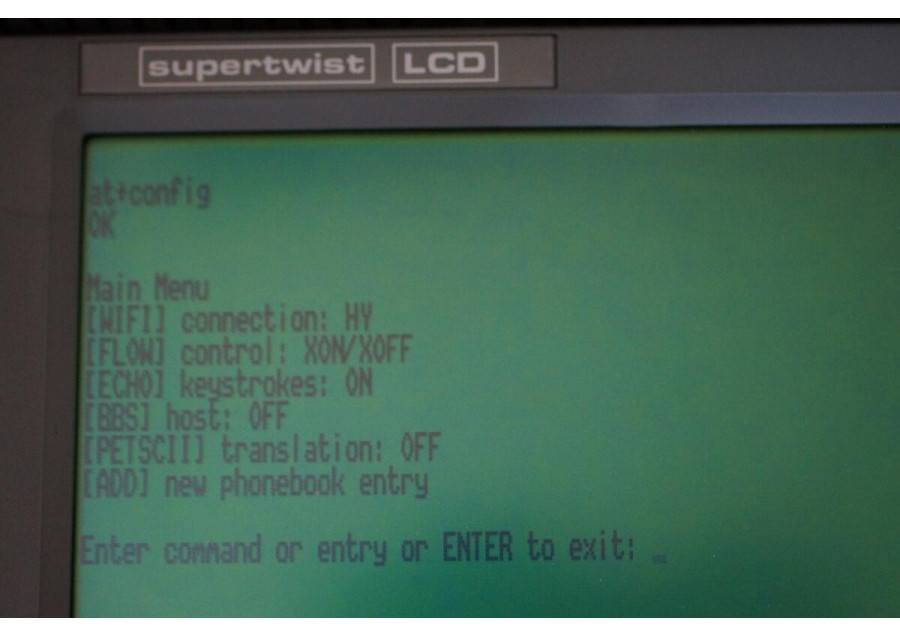 supertwist LCD
at+config
OK
Main Menu
[WIFI] connection: HY
[FLOW] control: XON/XOFF
[ECHO] keystrokes: ON
[BBS] host: OFF
[PETSCII] translation: OFF
[ADD] new phonebook entry
Enter command or entry or ENTER to exit: _